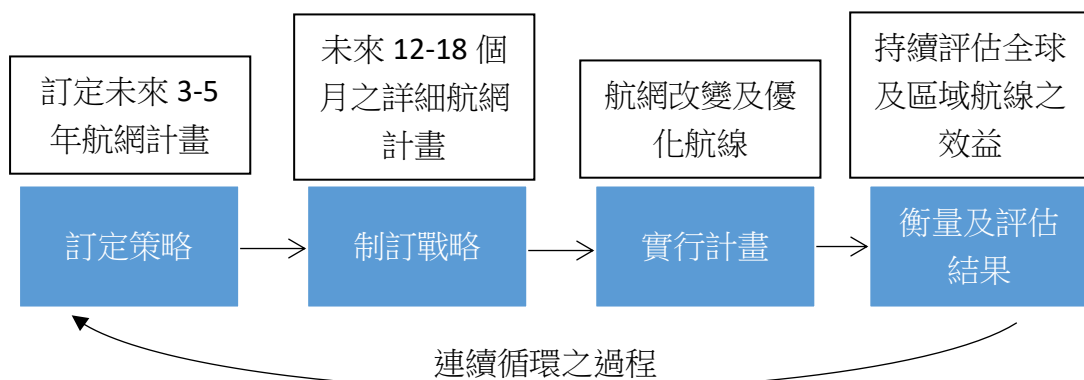 訂定未來 3-5
年航網計畫
未來 12-18 個
月之詳細航網
計畫
航網改變及優
化航線
持續評估全球
及區域航線之
效益
訂定策略
制訂戰略
實行計畫
衡量及評估
結果
連續循環之過程